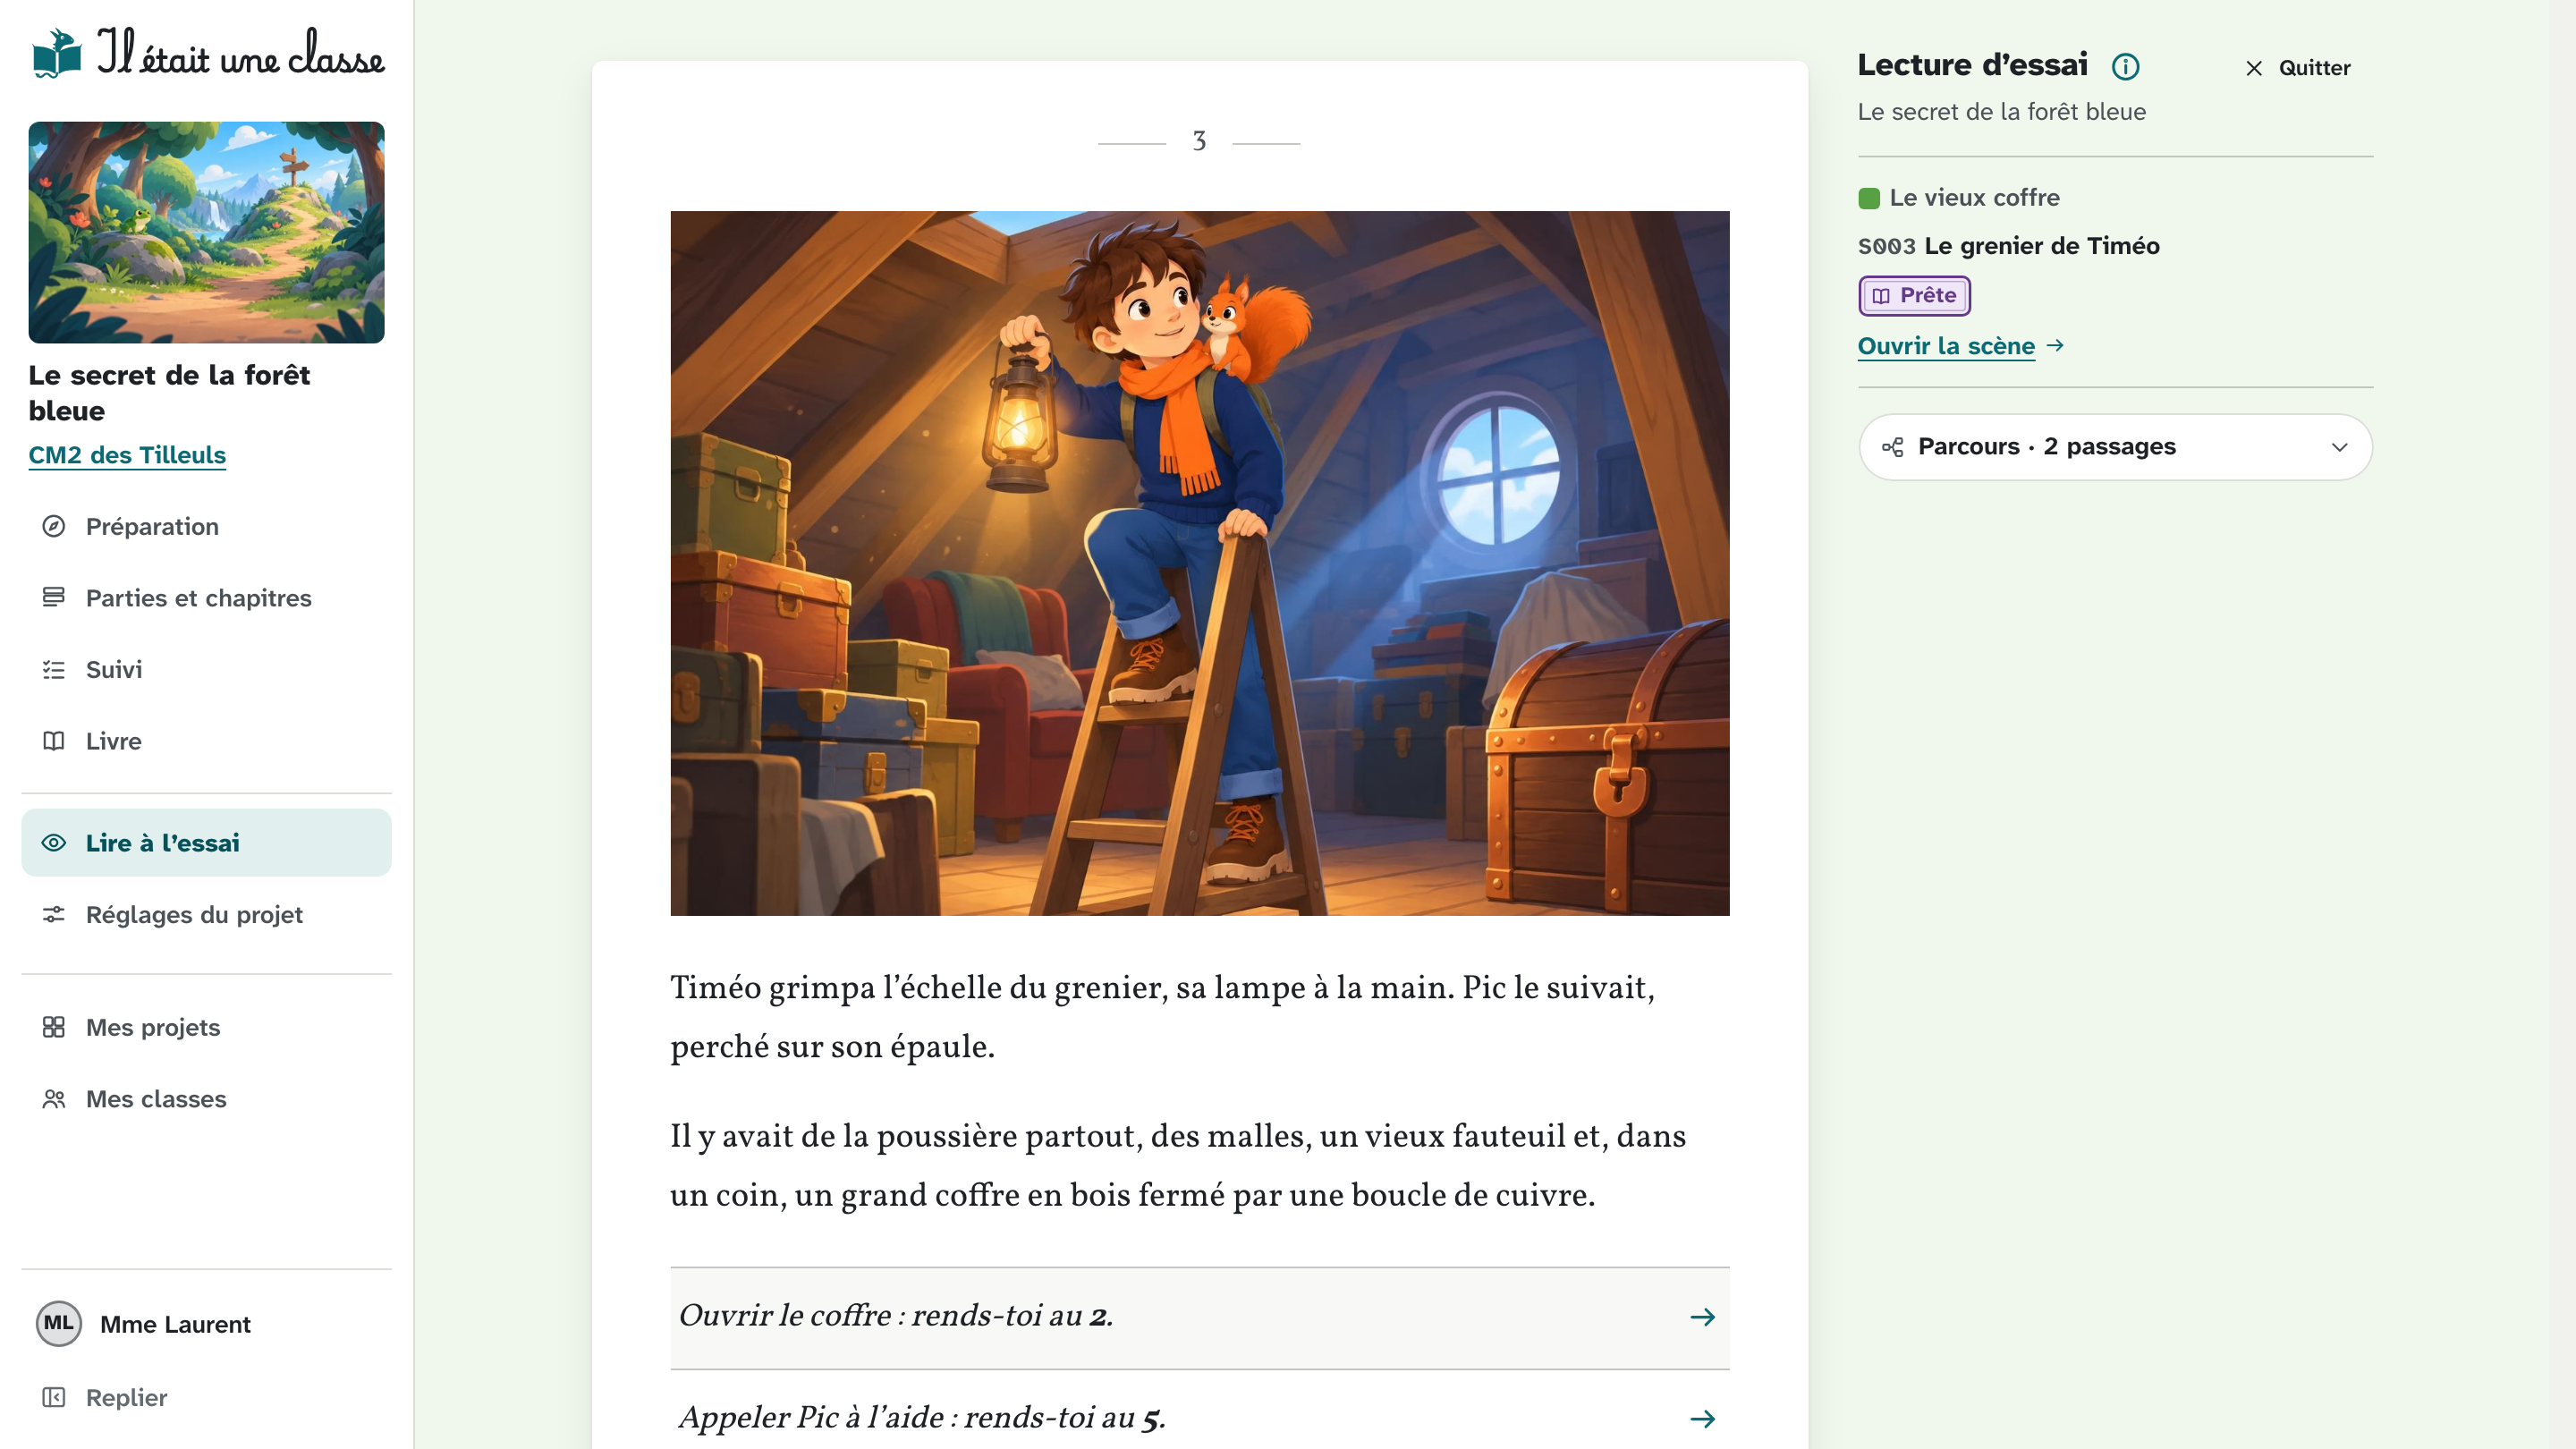 Il était une classe
Le secret de la forêt
bleue
CM2 des Tilleuls
Préparation
Parties et chapitres
Suivi
Livre
Lire à l’essai
Réglages du projet
Mes projets
Mes classes
ML Mme Laurent
Replier
3
Timéo grimpa l’échelle du grenier, sa lampe à la main. Pic le suivait,
perché sur son épaule.
Il y avait de la poussière partout, des malles, un vieux fauteuil et, dans
un coin, un grand coffre en bois fermé par une boucle de cuivre.
Ouvrir le coffre : rends-toi au 2.
Appeler Pic à l’aide : rends-toi au 5.
Lecture d’essai
Quitter
Le secret de la forêt bleue
Le vieux coffre
S003 Le grenier de Timéo
Prête
Ouvrir la scène →
Parcours · 2 passages